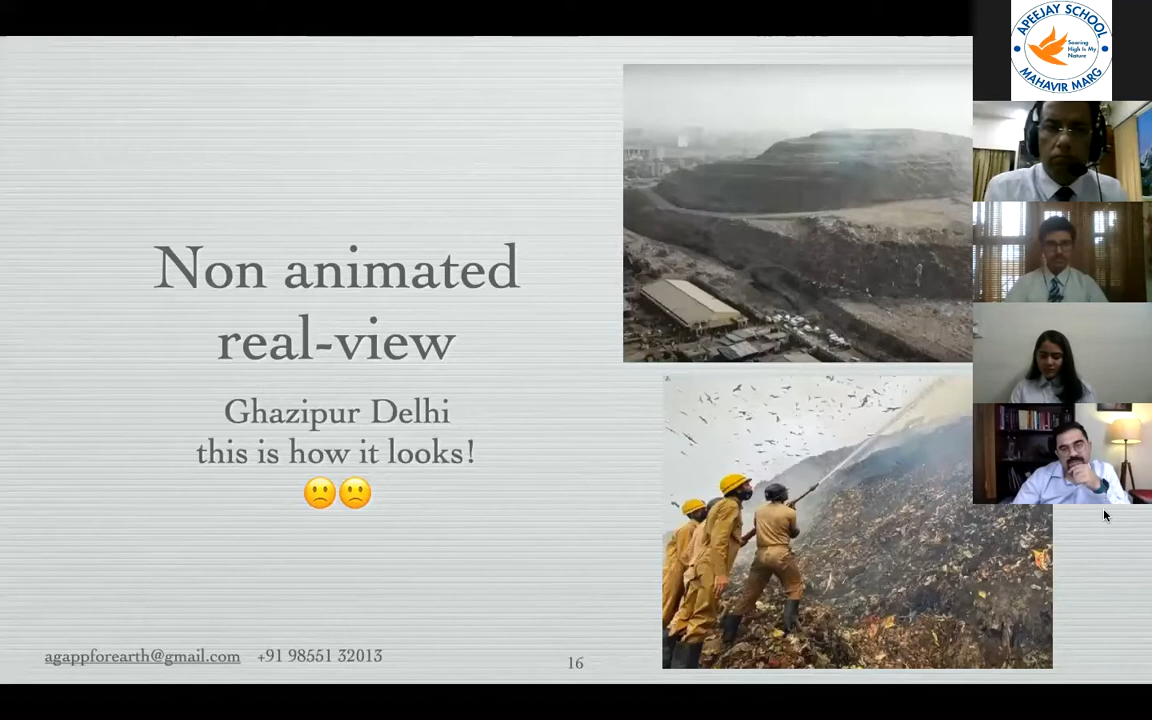 Non animated
real-view
Ghazipur Delhi
this is how it looks!
🙁🙁
agappforearth@gmail.com +91 98551 32013
16
APEEJAY SCHOOL
Soaring
High Is My
Nature
MAHAVIR MARG